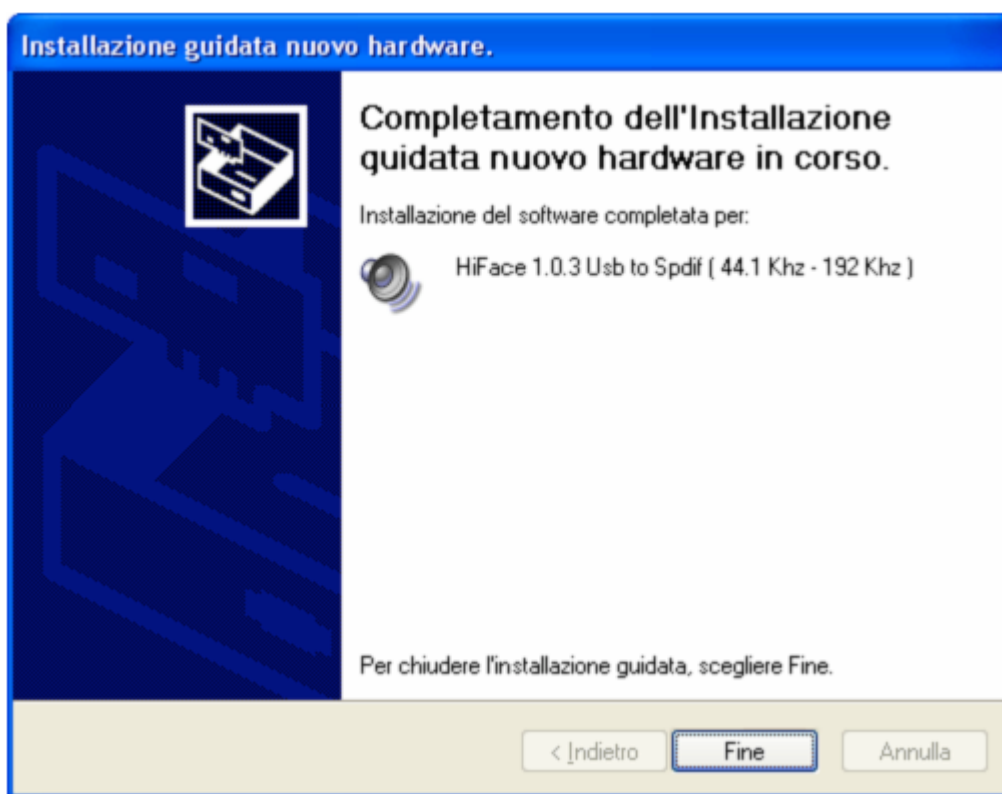 Installazione guidata nuovo hardware.
Completamento dell'Installazione
guidata nuovo hardware in corso.
Installazione del software completata per:
HiFace 1.0.3 Usb to Spdif ( 44.1 Khz - 192 Khz )
Per chiudere l'installazione guidata, scegliere Fine.
< Indietro Fine Annulla